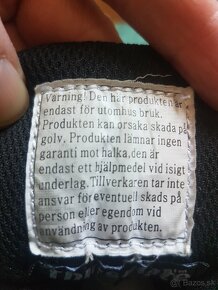 Varning! Den här produkten är
endast för utomhus bruk.
Produkten kan orsaka skada på
golv. Produkten lämnar ingen
garanti mot halka, den är
endast ett hjälpmedel vid isigt
underlag. Tillverkaren tar inte
ansvar för eventuell skada på
person eller egendom vid
användning av produkten.
bazos.sk